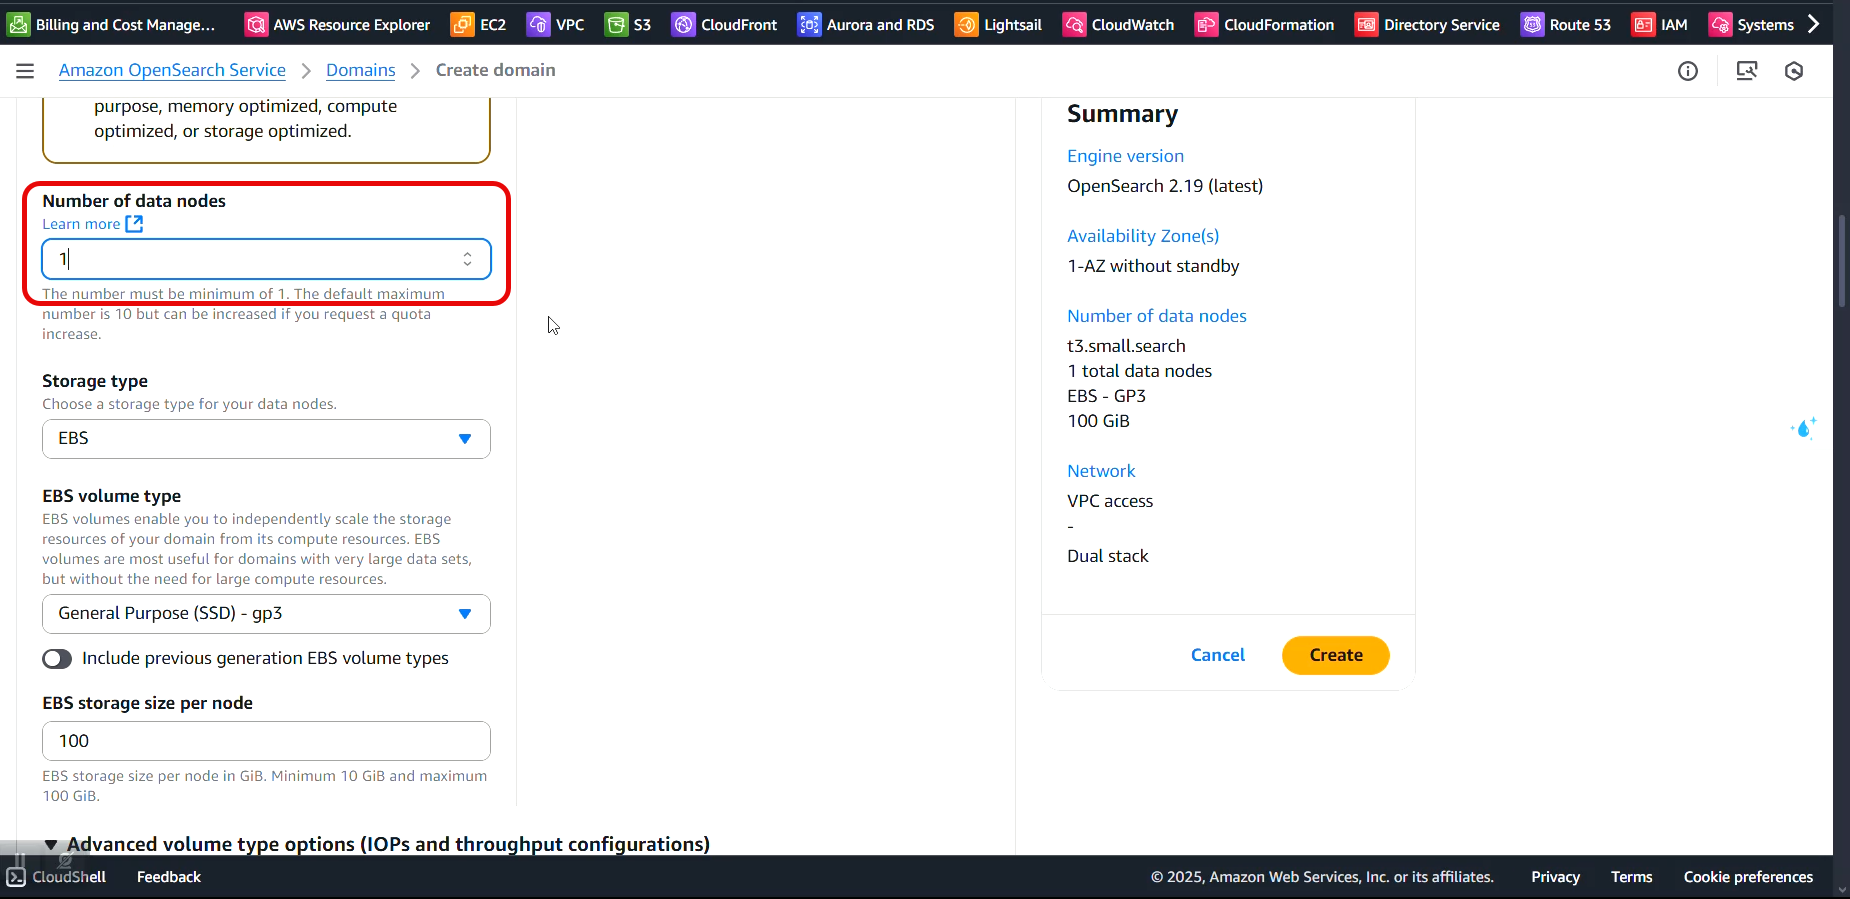 Billing and Cost Manage... AWS Resource Explorer EC2 VPC S3 CloudFront Aurora and RDS Lightsail CloudWatch CloudFormation Directory Service Route 53 IAM Systems
Amazon OpenSearch Service Domains Create domain
purpose, memory optimized, compute
optimized, or storage optimized.
Number of data nodes
Learn more
1
The number must be minimum of 1. The default maximum
number is 10 but can be increased if you request a quota
increase.
Storage type
Choose a storage type for your data nodes.
EBS
EBS volume type
EBS volumes enable you to independently scale the storage
resources of your domain from its compute resources. EBS
volumes are most useful for domains with very large data sets,
but without the need for large compute resources.
General Purpose (SSD) - gp3
Include previous generation EBS volume types
EBS storage size per node
100
EBS storage size per node in GiB. Minimum 10 GiB and maximum
100 GiB.
Advanced volume type options (IOPs and throughput configurations)
Summary
Engine version
OpenSearch 2.19 (latest)
Availability Zone(s)
1-AZ without standby
Number of data nodes
t3.small.search
1 total data nodes
EBS - GP3
100 GiB
Network
VPC access
-
Dual stack
Cancel Create
CloudShell Feedback © 2025, Amazon Web Services, Inc. or its affiliates. Privacy Terms Cookie preferences